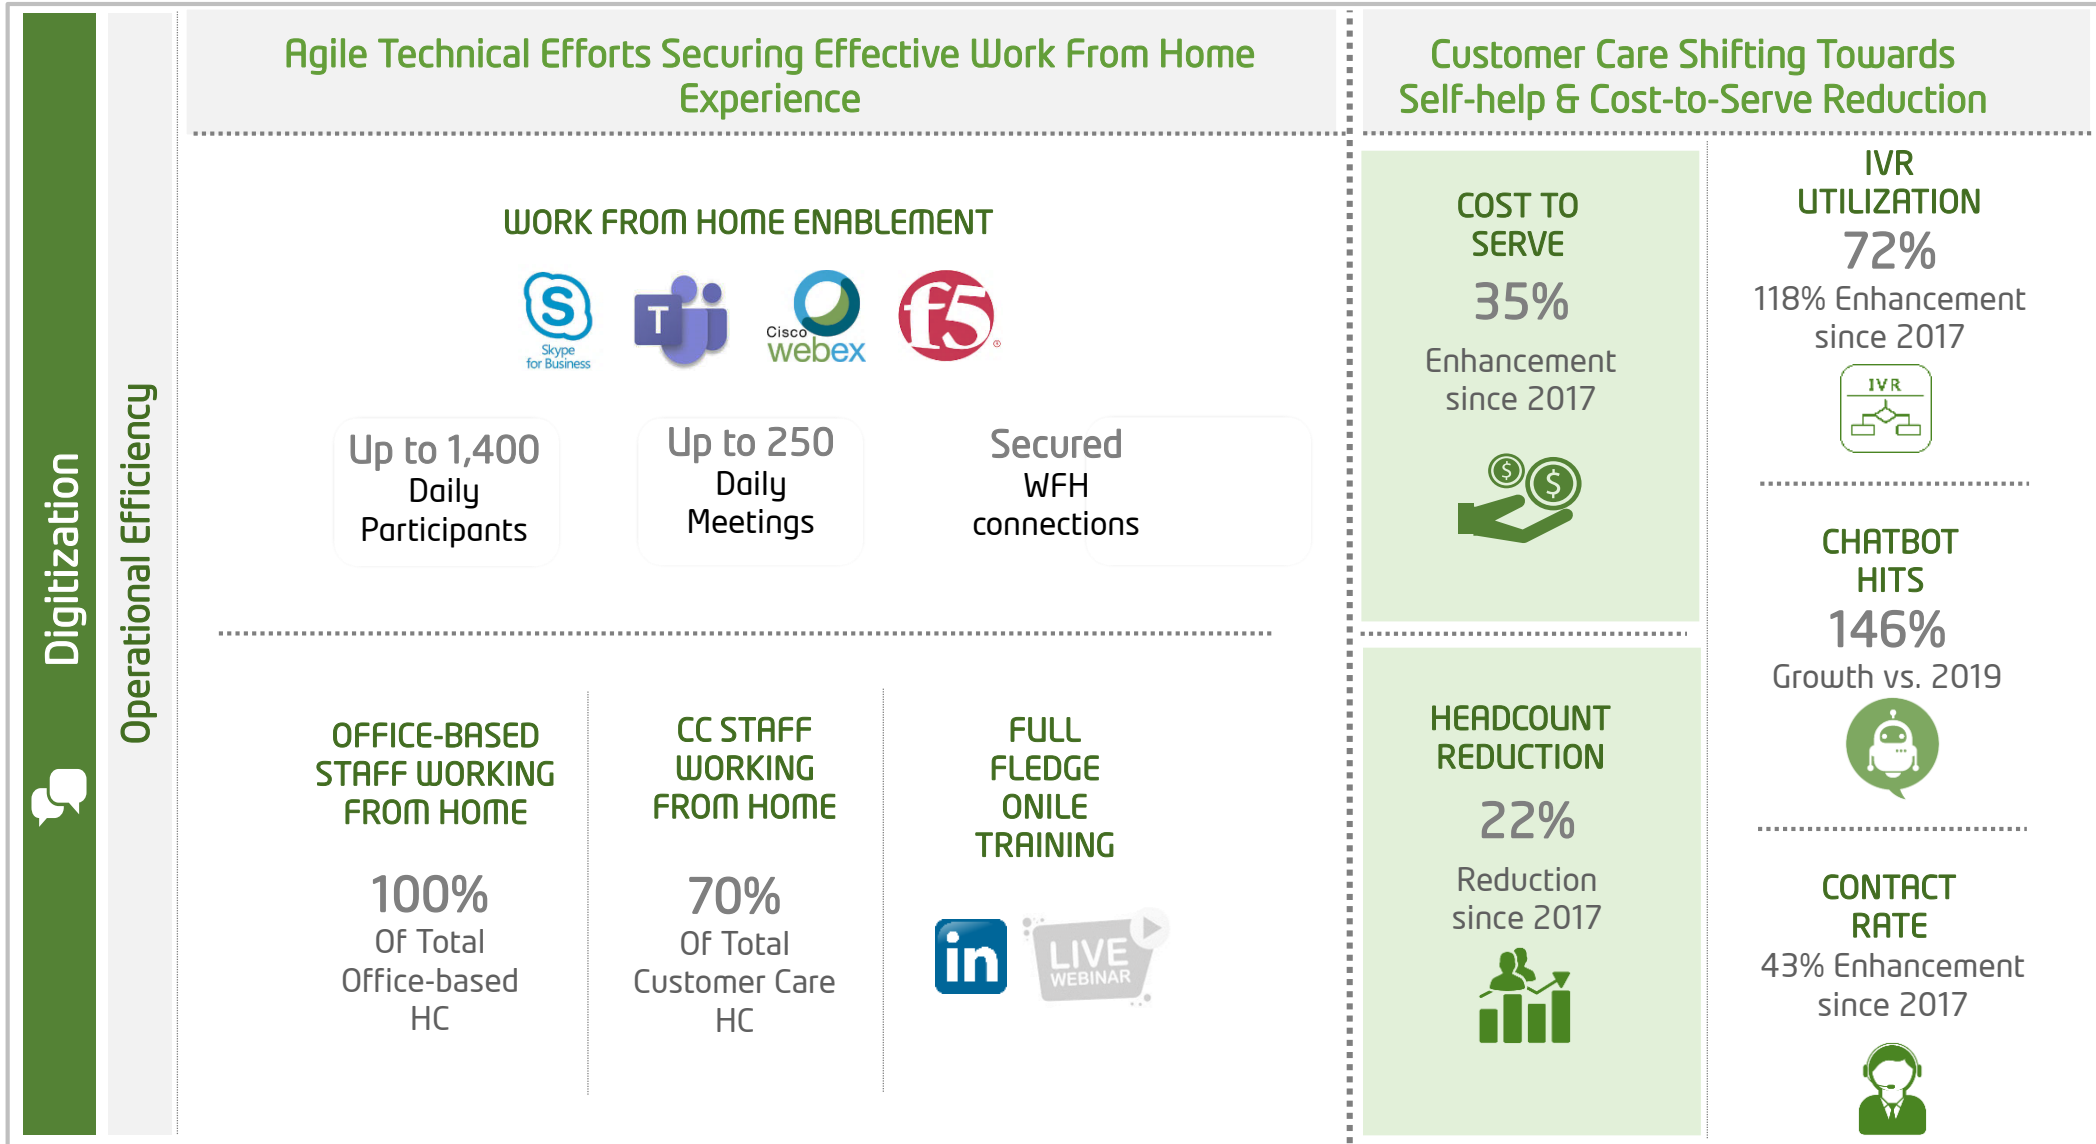 Digitization
Operational Efficiency
Agile Technical Efforts Securing Effective Work From Home
Experience
WORK FROM HOME ENABLEMENT
S
Skype
for Business
T
Cisco
webex
f5
®
Up to 1,400
Daily
Participants
Up to 250
Daily
Meetings
Secured
WFH
connections
OFFICE-BASED
STAFF WORKING
FROM HOME
100%
Of Total
Office-based
HC
CC STAFF
WORKING
FROM HOME
70%
Of Total
Customer Care
HC
FULL
FLEDGE
ONILE
TRAINING
in
LIVE
WEBINAR
Customer Care Shifting Towards
Self-help & Cost-to-Serve Reduction
COST TO
SERVE
35%
Enhancement
since 2017
$
$
HEADCOUNT
REDUCTION
22%
Reduction
since 2017
IVR
UTILIZATION
72%
118% Enhancement
since 2017
IVR
CHATBOT
HITS
146%
Growth vs. 2019
CONTACT
RATE
43% Enhancement
since 2017